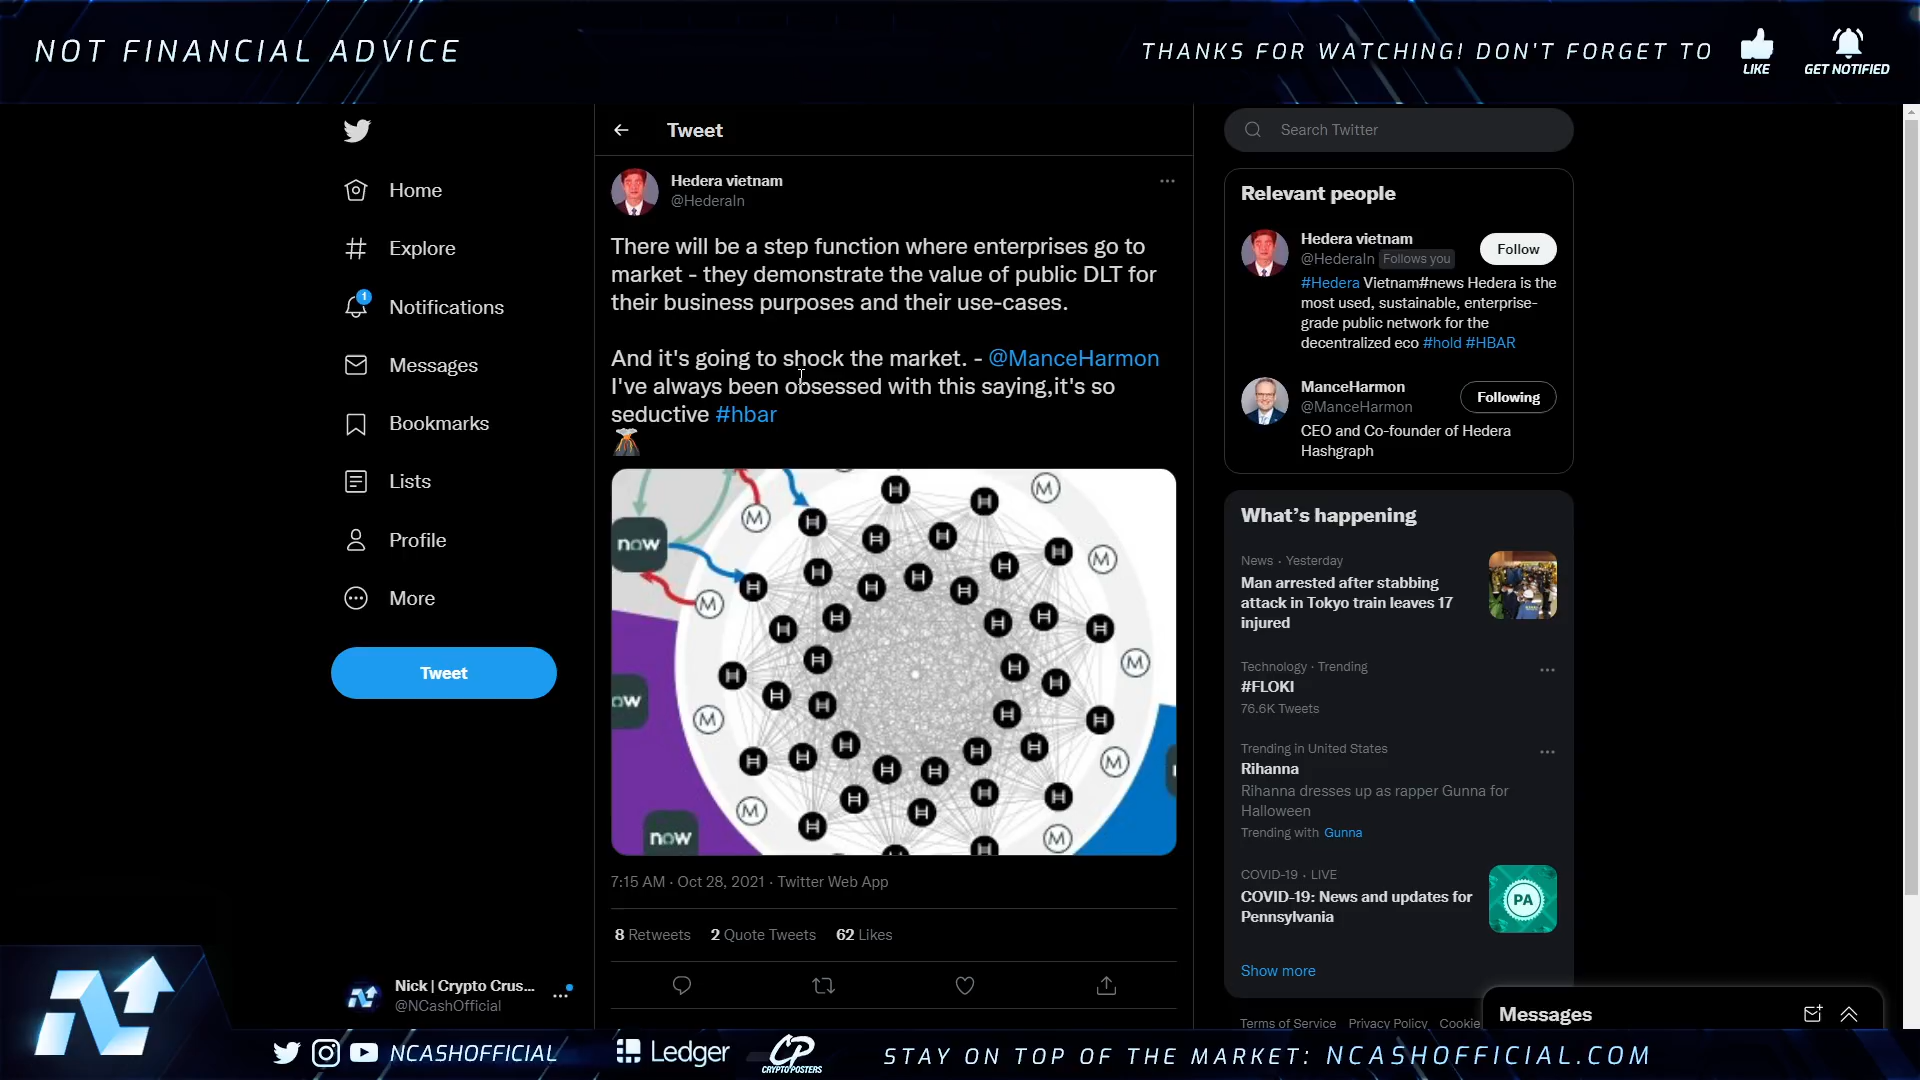 NOT FINANCIAL ADVICE
THANKS FOR WATCHING! DON'T FORGET TO
LIKE
GET NOTIFIED
Home
Explore
1
Notifications
Messages
Bookmarks
Lists
Profile
More
Tweet
Nick | Crypto Crus...
@NCashOfficial
Tweet
Hedera vietnam
@HederaIn
There will be a step function where enterprises go to
market - they demonstrate the value of public DLT for
their business purposes and their use-cases.
And it's going to shock the market. - @ManceHarmon
I've always been obsessed with this saying,it's so
seductive #hbar
now
now
7:15 AM · Oct 28, 2021 · Twitter Web App
8 Retweets 2 Quote Tweets 62 Likes
Search Twitter
Relevant people
Hedera vietnam
@HederaIn Follows you
Follow
#Hedera Vietnam#news Hedera is the
most used, sustainable, enterprise-
grade public network for the
decentralized eco #hold #HBAR
ManceHarmon
@ManceHarmon
Following
CEO and Co-founder of Hedera
Hashgraph
What's happening
News · Yesterday
Man arrested after stabbing
attack in Tokyo train leaves 17
injured
Technology · Trending
#FLOKI
76.6K Tweets
Trending in United States
Rihanna
Rihanna dresses up as rapper Gunna for
Halloween
Trending with Gunna
COVID-19 · LIVE
COVID-19: News and updates for
Pennsylvania
PA
Show more
Terms of Service Privacy Policy Cookie
Messages
NCASHOFFICIAL
Ledger
CP
CRYPTO POSTERS
STAY ON TOP OF THE MARKET: NCASHOFFICIAL.COM